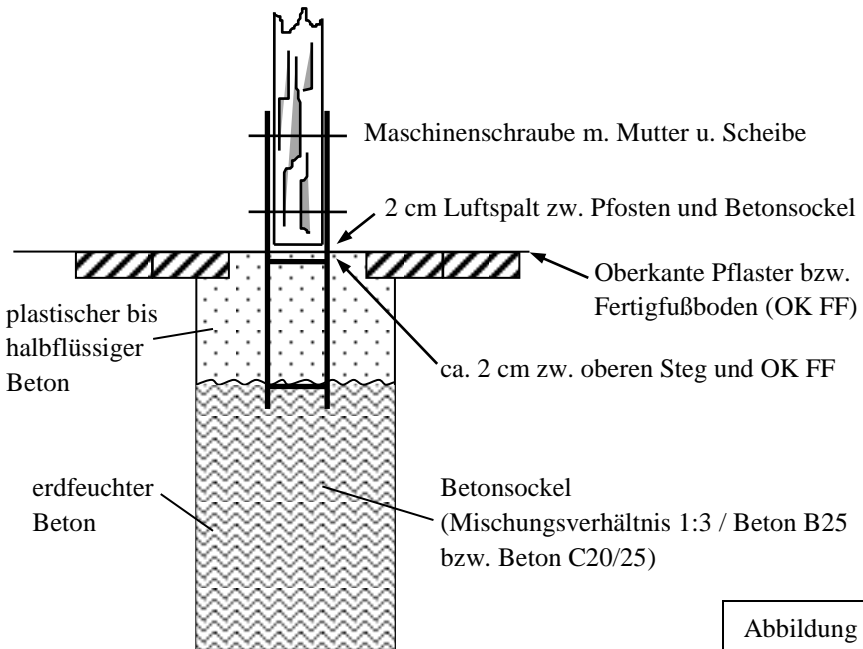 Maschinenschraube m. Mutter u. Scheibe
2 cm Luftspalt zw. Pfosten und Betonsockel
Oberkante Pflaster bzw.
Fertigfußboden (OK FF)
plastischer bis
halbflüssiger
Beton
ca. 2 cm zw. oberen Steg und OK FF
erdfeuchter
Beton
Betonsockel
(Mischungsverhältnis 1:3 / Beton B25
bzw. Beton C20/25)
Abbildung